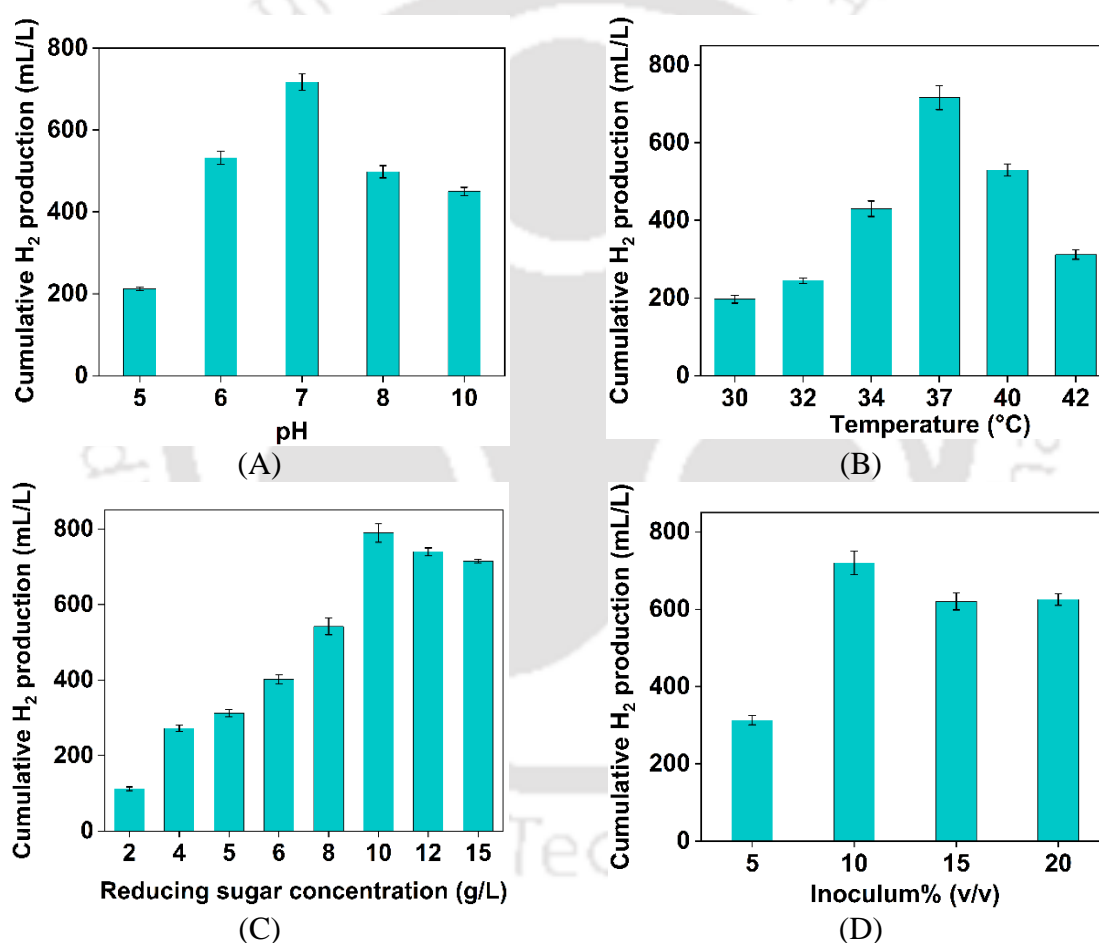 Cumulative H₂ production (mL/L)
800
600
400
200
0
5 6 7 8 10
pH
(A)
Cumulative H₂ production (mL/L)
800
600
400
200
0
30 32 34 37 40 42
Temperature (°C)
(B)
Cumulative H₂ production (mL/L)
800
600
400
200
0
2 4 5 6 8 10 12 15
Reducing sugar concentration (g/L)
(C)
Cumulative H₂ production (mL/L)
800
600
400
200
0
5 10 15 20
Inoculum% (v/v)
(D)
Tec